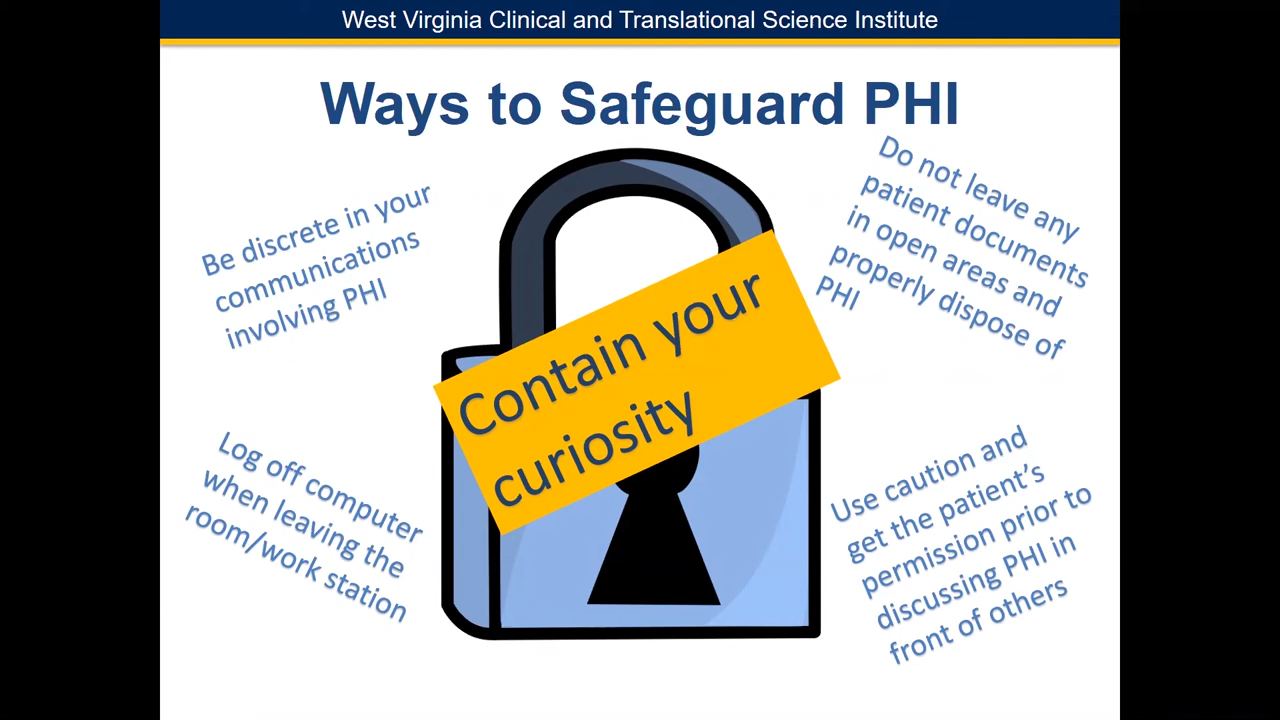 West Virginia Clinical and Translational Science Institute
Ways to Safeguard PHI
Be discrete in your
communications
involving PHI
Do not leave any
patient documents
in open areas and
properly dispose of
PHI
Contain your
curiosity
Log off computer
when leaving the
room/work station
Use caution and
get the patient's
permission prior to
discussing PHI in
front of others